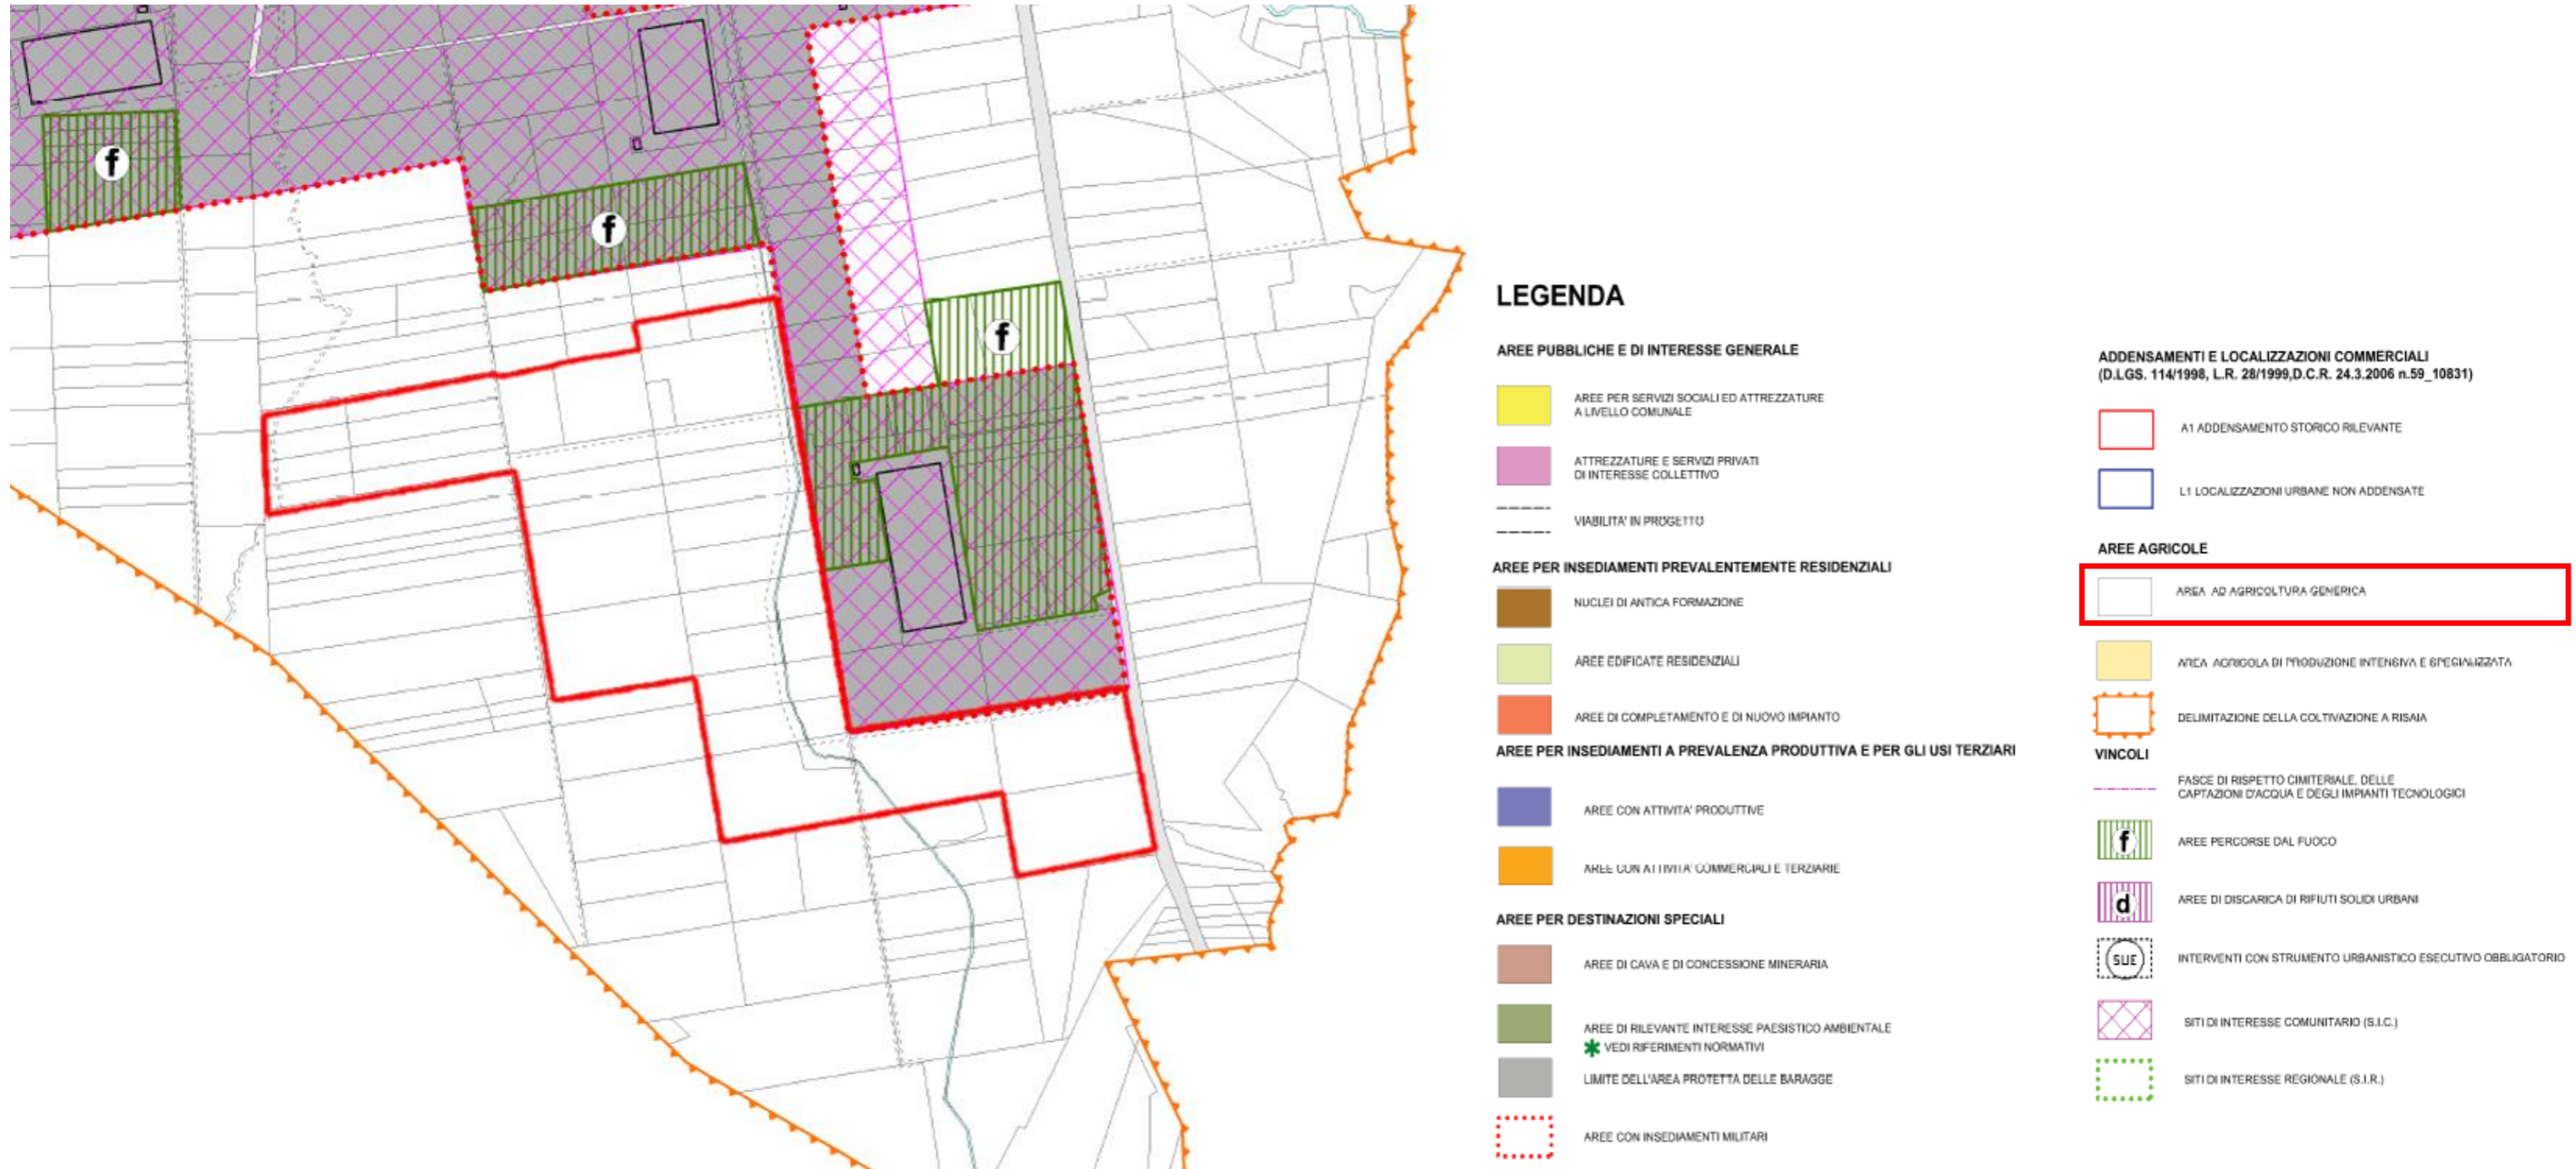 f
f
f
LEGENDA
AREE PUBBLICHE E DI INTERESSE GENERALE
AREE PER SERVIZI SOCIALI ED ATTREZZATURE
A LIVELLO COMUNALE
ATTREZZATURE E SERVIZI PRIVATI
DI INTERESSE COLLETTIVO
VIABILITA' IN PROGETTO
AREE PER INSEDIAMENTI PREVALENTEMENTE RESIDENZIALI
NUCLEI DI ANTICA FORMAZIONE
AREE EDIFICATE RESIDENZIALI
AREE DI COMPLETAMENTO E DI NUOVO IMPIANTO
AREE PER INSEDIAMENTI A PREVALENZA PRODUTTIVA E PER GLI USI TERZIARI
AREE CON ATTIVITA' PRODUTTIVE
AREE CON ATTIVITA' COMMERCIALI E TERZIARIE
AREE PER DESTINAZIONI SPECIALI
AREE DI CAVA E DI CONCESSIONE MINERARIA
AREE DI RILEVANTE INTERESSE PAESISTICO AMBIENTALE
✱ VEDI RIFERIMENTI NORMATIVI
LIMITE DELL'AREA PROTETTA DELLE BARAGGE
AREE CON INSEDIAMENTI MILITARI
ADDENSAMENTI E LOCALIZZAZIONI COMMERCIALI
(D.LGS. 114/1998, L.R. 28/1999,D.C.R. 24.3.2006 n.59_10831)
A1 ADDENSAMENTO STORICO RILEVANTE
L1 LOCALIZZAZIONI URBANE NON ADDENSATE
AREE AGRICOLE
AREA AD AGRICOLTURA GENERICA
AREA AGRICOLA DI PRODUZIONE INTENSIVA E SPECIALIZZATA
DELIMITAZIONE DELLA COLTIVAZIONE A RISAIA
VINCOLI
FASCE DI RISPETTO CIMITERIALE, DELLE
CAPTAZIONI D'ACQUA E DEGLI IMPIANTI TECNOLOGICI
f AREE PERCORSE DAL FUOCO
d AREE DI DISCARICA DI RIFIUTI SOLIDI URBANI
SUE INTERVENTI CON STRUMENTO URBANISTICO ESECUTIVO OBBLIGATORIO
SITI DI INTERESSE COMUNITARIO (S.I.C.)
SITI DI INTERESSE REGIONALE (S.I.R.)